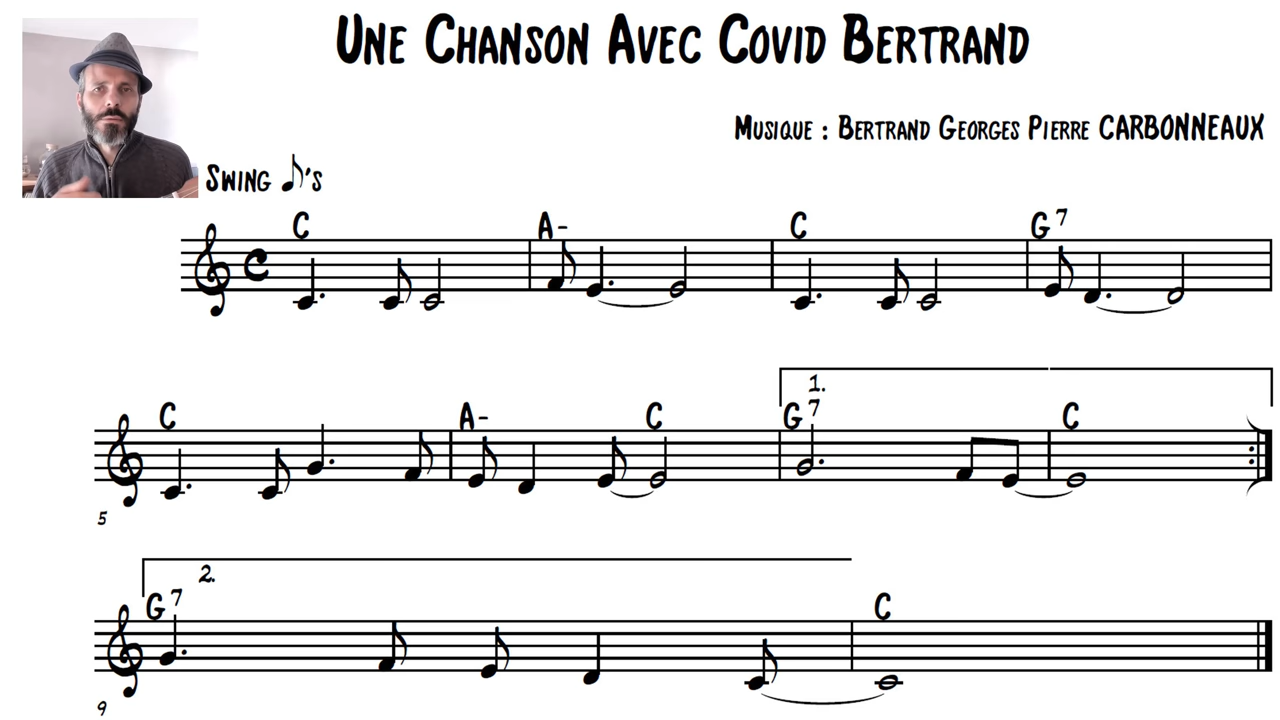 Une Chanson Avec Covid Bertrand
Musique : Bertrand Georges Pierre CARBONNEAUX
Swing ♪'s
C A- C G7
1.
C A- C G7 C
5
2.
G7 C
9